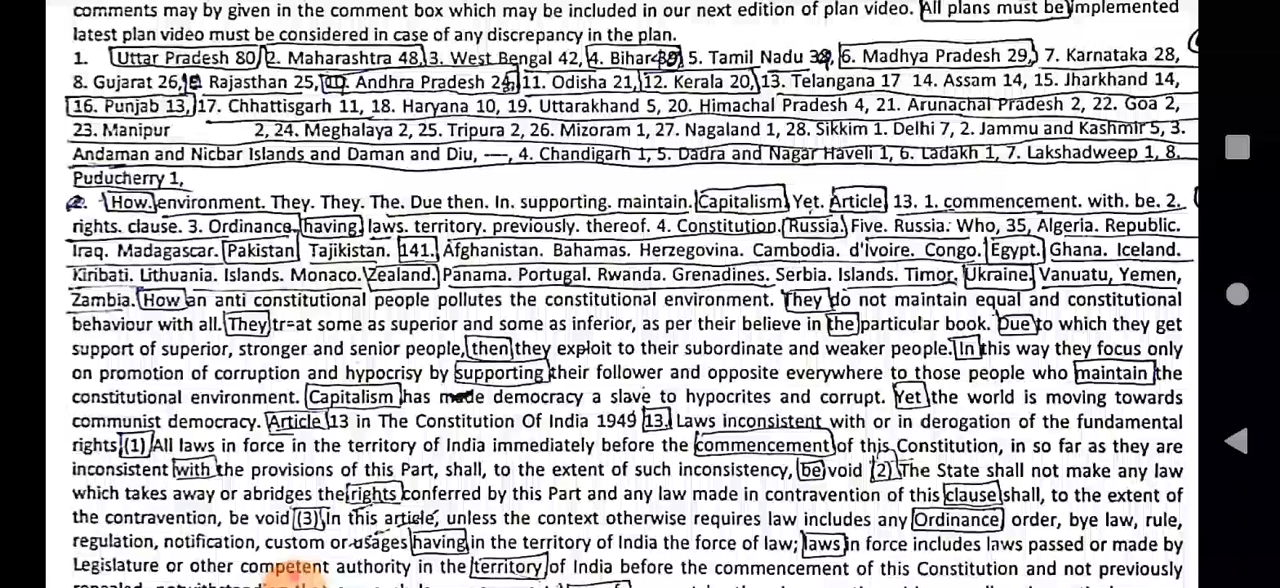 comments may by given in the comment box which may be included in our next edition of plan video. All plans must be implemented
latest plan video must be considered in case of any discrepancy in the plan.
1. Uttar Pradesh 80 2. Maharashtra 48, 3. West Bengal 42, 4. Bihar 5. Tamil Nadu 6. Madhya Pradesh 29, 7. Karnataka 28,
8. Gujarat 26, Rajasthan 25, 10. Andhra Pradesh 11. Odisha 21, 12. Kerala 20, 13. Telangana 17 14. Assam 14, 15. Jharkhand 14,
16. Punjab 13, 17. Chhattisgarh 11, 18. Haryana 10, 19. Uttarakhand 5, 20. Himachal Pradesh 4, 21. Arunachal Pradesh 2, 22. Goa 2,
23. Manipur 2, 24. Meghalaya 2, 25. Tripura 2, 26. Mizoram 1, 27. Nagaland 1, 28. Sikkim 1. Delhi 7, 2. Jammu and Kashmir 5, 3.
Andaman and Nicbar Islands and Daman and Diu, —, 4. Chandigarh 1, 5. Dadra and Nagar Haveli 1, 6. Ladakh 1, 7. Lakshadweep 1, 8.
Puducherry 1,
2. How. environment. They. They. The. Due then. In. supporting. maintain. Capitalism. Yet. Article 13. 1. commencement. with. be. 2.
rights. clause. 3. Ordinance. having. laws. territory. previously. thereof. 4. Constitution. Russia. Five. Russia. Who, 35, Algeria. Republic.
Iraq. Madagascar. Pakistan. Tajikistan. 141. Afghanistan. Bahamas. Herzegovina. Cambodia. d'Ivoire. Congo. Egypt. Ghana. Iceland.
Kiribati. Lithuania. Islands. Monaco. Zealand. Panama. Portugal. Rwanda. Grenadines. Serbia. Islands. Timor. Ukraine. Vanuatu, Yemen,
Zambia. How an anti constitutional people pollutes the constitutional environment. They do not maintain equal and constitutional
behaviour with all. They tr=at some as superior and some as inferior, as per their believe in the particular book. Due to which they get
support of superior, stronger and senior people, then they exploit to their subordinate and weaker people. In this way they focus only
on promotion of corruption and hypocrisy by supporting their follower and opposite everywhere to those people who maintain the
constitutional environment. Capitalism has made democracy a slave to hypocrites and corrupt. Yet the world is moving towards
communist democracy. Article 13 in The Constitution Of India 1949 13. Laws inconsistent with or in derogation of the fundamental
rights (1) All laws in force in the territory of India immediately before the commencement of this Constitution, in so far as they are
inconsistent with the provisions of this Part, shall, to the extent of such inconsistency, be void (2) The State shall not make any law
which takes away or abridges the rights conferred by this Part and any law made in contravention of this clause shall, to the extent of
the contravention, be void (3) In this article, unless the context otherwise requires law includes any Ordinance, order, bye law, rule,
regulation, notification, custom or usages having in the territory of India the force of law; laws in force includes laws passed or made by
Legislature or other competent authority in the territory of India before the commencement of this Constitution and not previously